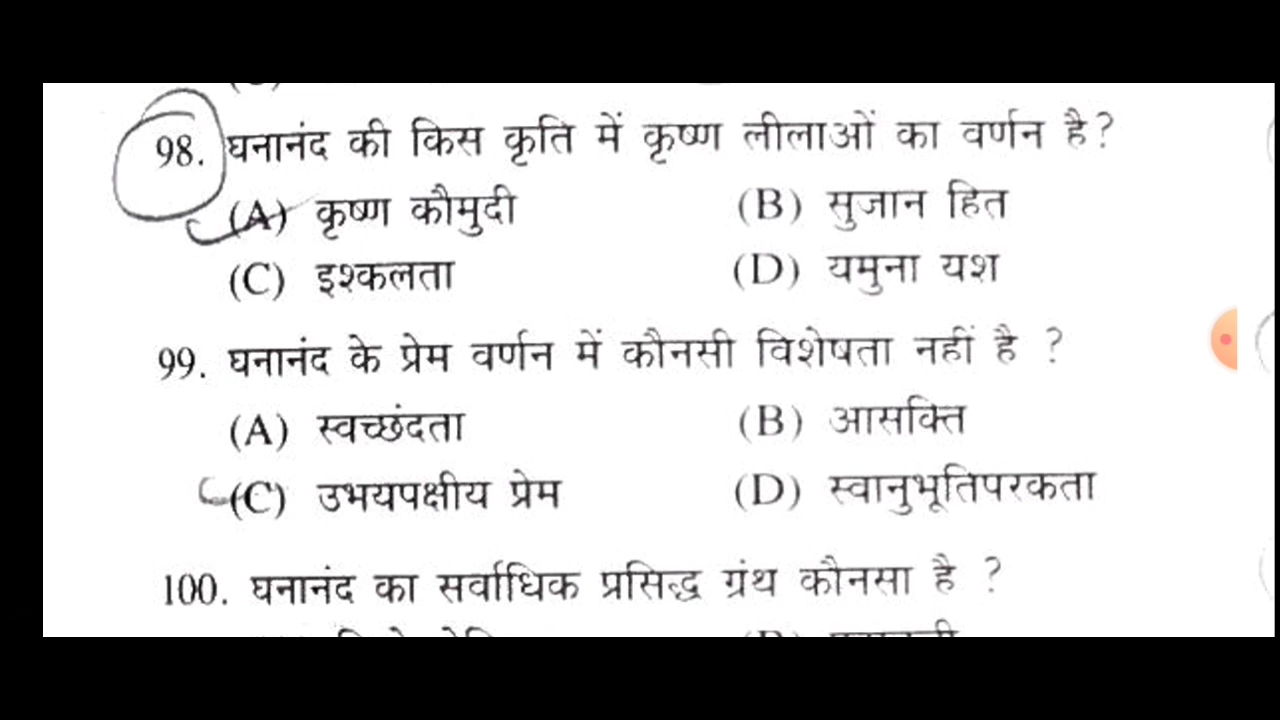 98. घनानंद की किस कृति में कृष्ण लीलाओं का वर्णन है?
(A) कृष्ण कौमुदी (B) सुजान हित
(C) इश्कलता (D) यमुना यश
99. घनानंद के प्रेम वर्णन में कौनसी विशेषता नहीं है ?
(A) स्वच्छंदता (B) आसक्ति
(C) उभयपक्षीय प्रेम (D) स्वानुभूतिपरकता
100. घनानंद का सर्वाधिक प्रसिद्ध ग्रंथ कौनसा है ?